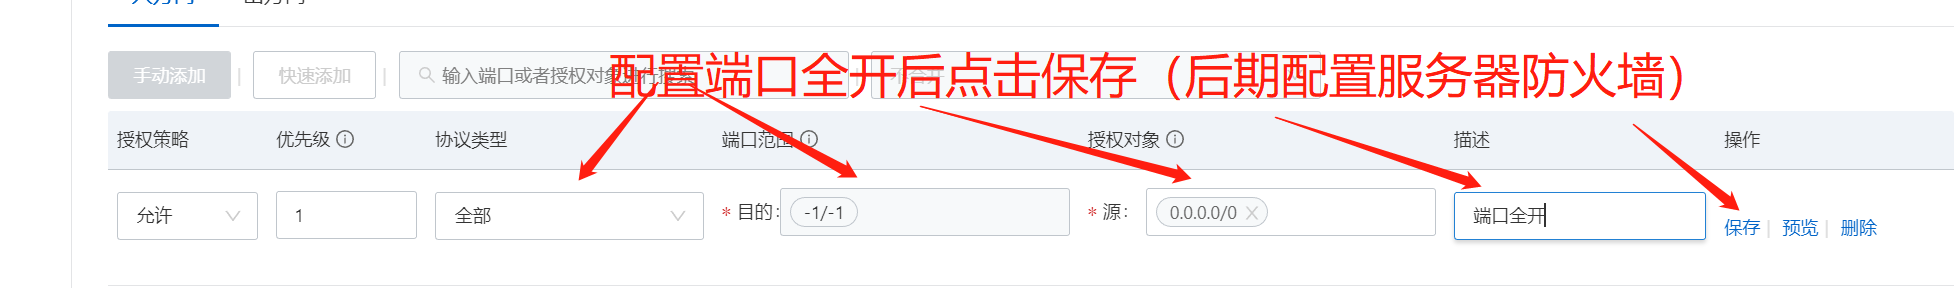 配置端口全开后点击保存（后期配置服务器防火墙）
手动添加 | 快速添加 | 输入端口或者授权对象进行搜索
授权策略 优先级 协议类型 端口范围 授权对象 描述 操作
允许 1 全部 * 目的: -1/-1 * 源: 0.0.0.0/0 端口全开 保存 | 预览 | 删除